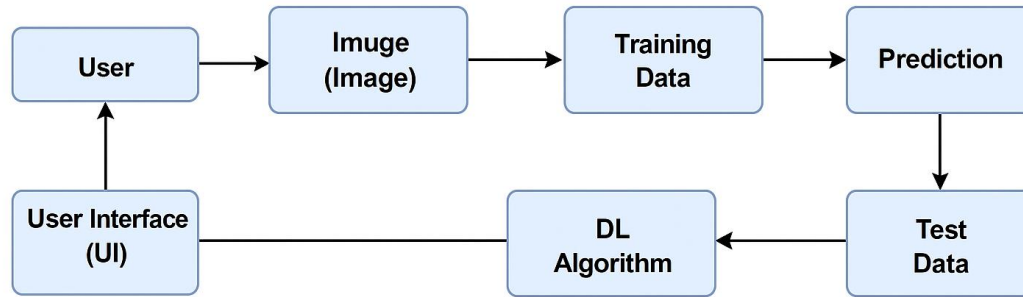 User
Imuge
(Image)
Training
Data
Prediction
User Interface
(UI)
DL
Algorithm
Test
Data